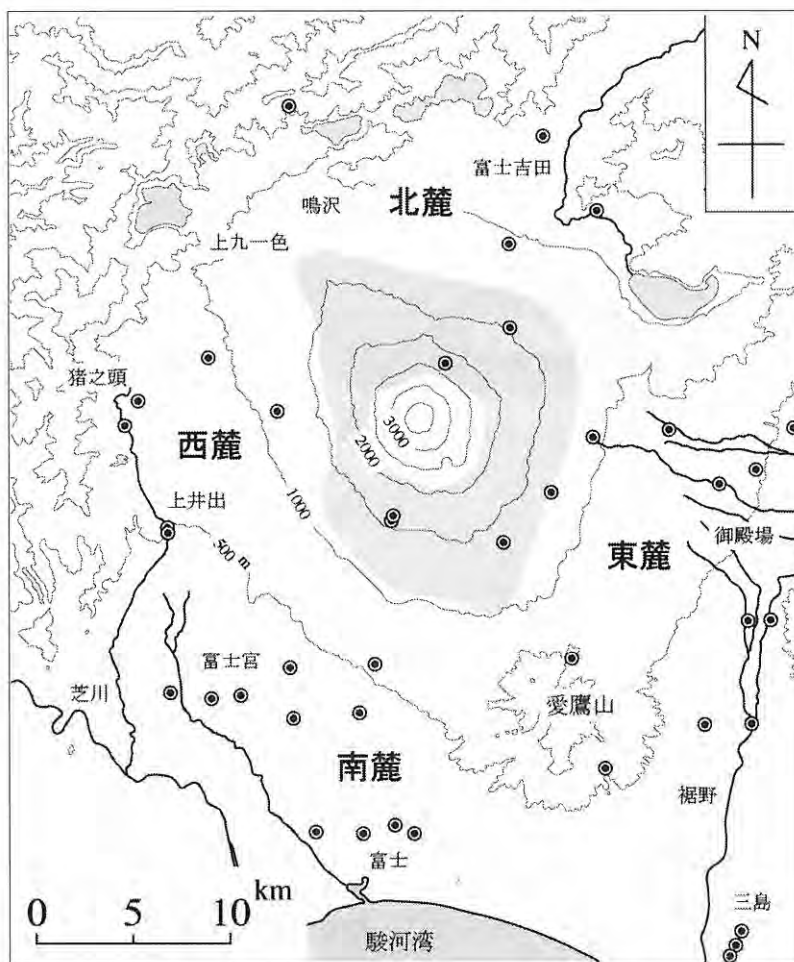 N
富士吉田
鳴沢
北麓
上九一色
猪之頭
3000
西麓
2000
上井出
1000
御殿場
500 m
東麓
富士宮
芝川
愛鷹山
南麓
裾野
富士
km
0 5 10
三島
駿河湾